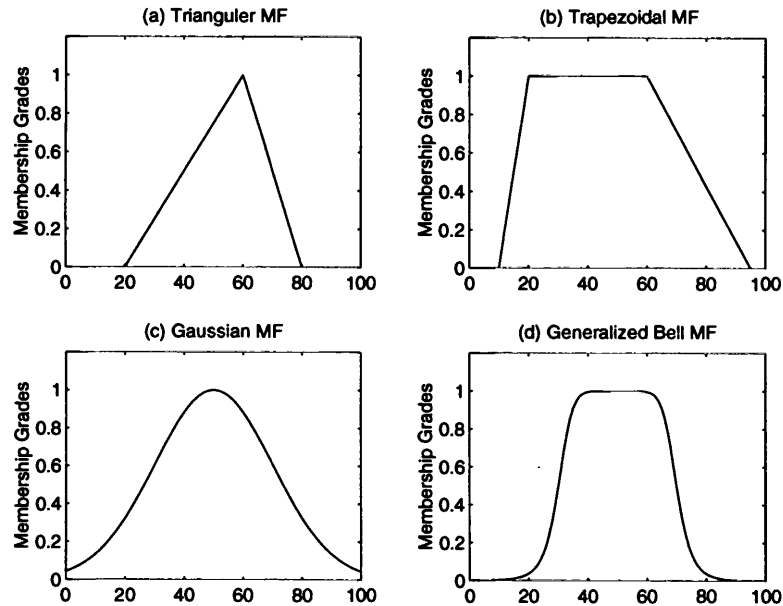 (a) Trianguler MF
Membership Grades
1
0.8
0.6
0.4
0.2
0
0 20 40 60 80 100
(b) Trapezoidal MF
Membership Grades
1
0.8
0.6
0.4
0.2
0
0 20 40 60 80 100
(c) Gaussian MF
Membership Grades
1
0.8
0.6
0.4
0.2
0
0 20 40 60 80 100
(d) Generalized Bell MF
Membership Grades
1
0.8
0.6
0.4
0.2
0
0 20 40 60 80 100